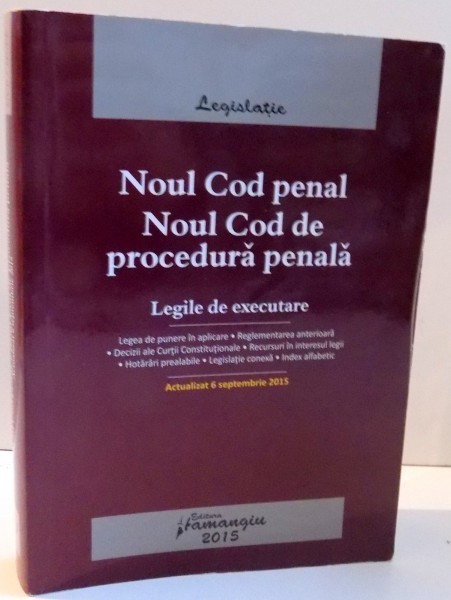 Legislație
Noul Cod penal
Noul Cod de
procedură penală
Legile de executare
Legea de punere în aplicare • Reglementarea anterioară
• Decizii ale Curții Constituționale • Recursuri în interesul legii
• Hotărâri prealabile • Legislație conexă • Index alfabetic
Actualizat 6 septembrie 2015
Editura
Hamangiu
2015